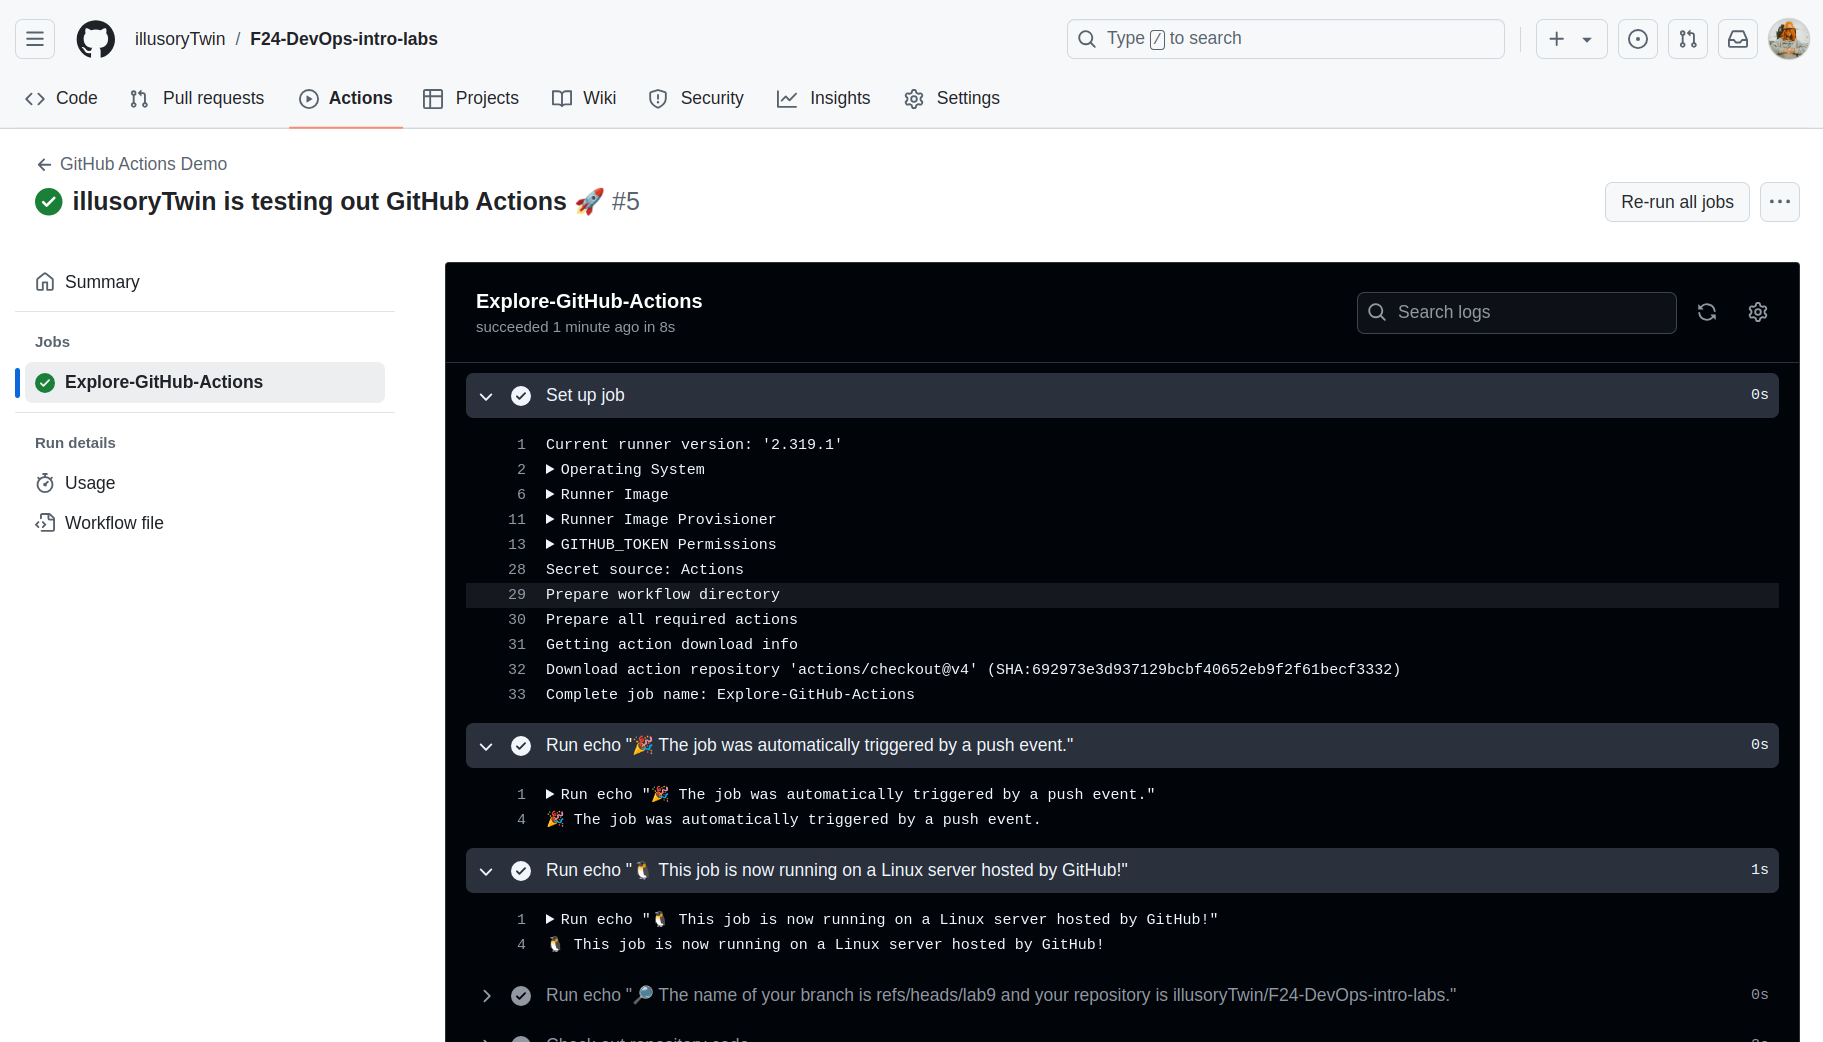 illusoryTwin / F24-DevOps-intro-labs
Type / to search
Code Pull requests Actions Projects Wiki Security Insights Settings
GitHub Actions Demo
illusoryTwin is testing out GitHub Actions 🚀 #5
Re-run all jobs
Summary
Jobs
Explore-GitHub-Actions
Run details
Usage
Workflow file
Explore-GitHub-Actions
succeeded 1 minute ago in 8s
Search logs
Set up job 0s
1 Current runner version: '2.319.1'
2 ▶ Operating System
6 ▶ Runner Image
11 ▶ Runner Image Provisioner
13 ▶ GITHUB_TOKEN Permissions
28 Secret source: Actions
29 Prepare workflow directory
30 Prepare all required actions
31 Getting action download info
32 Download action repository 'actions/checkout@v4' (SHA:692973e3d937129bcbf40652eb9f2f61becf3332)
33 Complete job name: Explore-GitHub-Actions
Run echo "🎉 The job was automatically triggered by a push event." 0s
1 ▶ Run echo "🎉 The job was automatically triggered by a push event."
4 🎉 The job was automatically triggered by a push event.
Run echo "🐧 This job is now running on a Linux server hosted by GitHub!" 1s
1 ▶ Run echo "🐧 This job is now running on a Linux server hosted by GitHub!"
4 🐧 This job is now running on a Linux server hosted by GitHub!
Run echo "🔎 The name of your branch is refs/heads/lab9 and your repository is illusoryTwin/F24-DevOps-intro-labs." 0s
Check out repository code